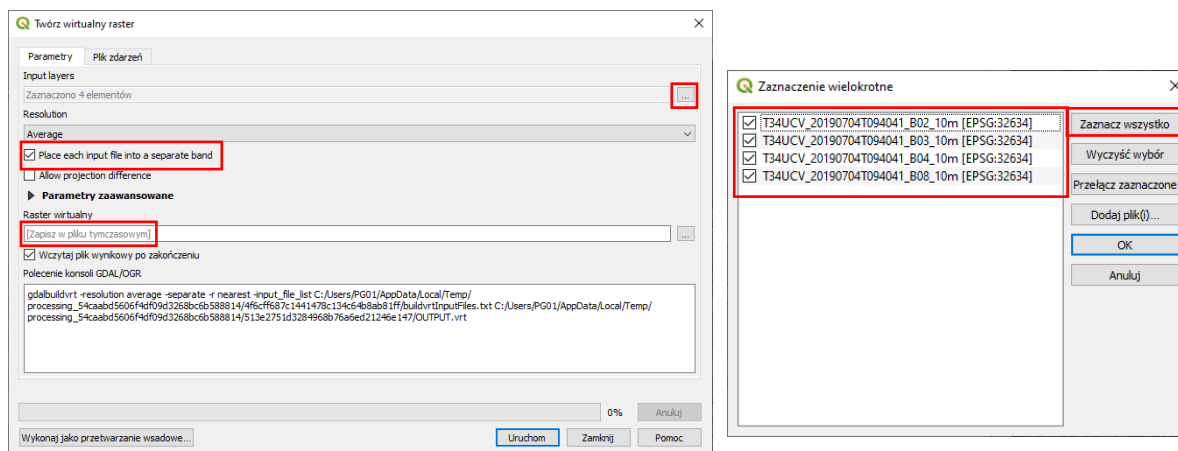 Twórz wirtualny raster
Parametry
Plik zdarzeń
Input layers
Zaznaczono 4 elementów
...
Resolution
Average
Place each input file into a separate band
Allow projection difference
Parametry zaawansowane
Raster wirtualny
[Zapisz w pliku tymczasowym]
...
Wczytaj plik wynikowy po zakończeniu
Polecenie konsoli GDAL/OGR
gdalbuildvrt -resolution average -separate -r nearest -input_file_list C:/Users/PG01/AppData/Local/Temp/
processing_54caabd5606f4df09d3268bc6b588814/4f6cff687c1441478c134c64b8ab81ff/buildvrtInputFiles.txt C:/Users/PG01/AppData/Local/Temp/
processing_54caabd5606f4df09d3268bc6b588814/513e2751d3284968b76a6ed21246e147/OUTPUT.vrt
0%
Anuluj
Wykonaj jako przetwarzanie wsadowe...
Uruchom
Zamknij
Pomoc
Zaznaczenie wielokrotne
T34UCV_20190704T094041_B02_10m [EPSG:32634]
T34UCV_20190704T094041_B03_10m [EPSG:32634]
T34UCV_20190704T094041_B04_10m [EPSG:32634]
T34UCV_20190704T094041_B08_10m [EPSG:32634]
Zaznacz wszystko
Wyczyść wybór
Przełącz zaznaczone
Dodaj plik(i)...
OK
Anuluj